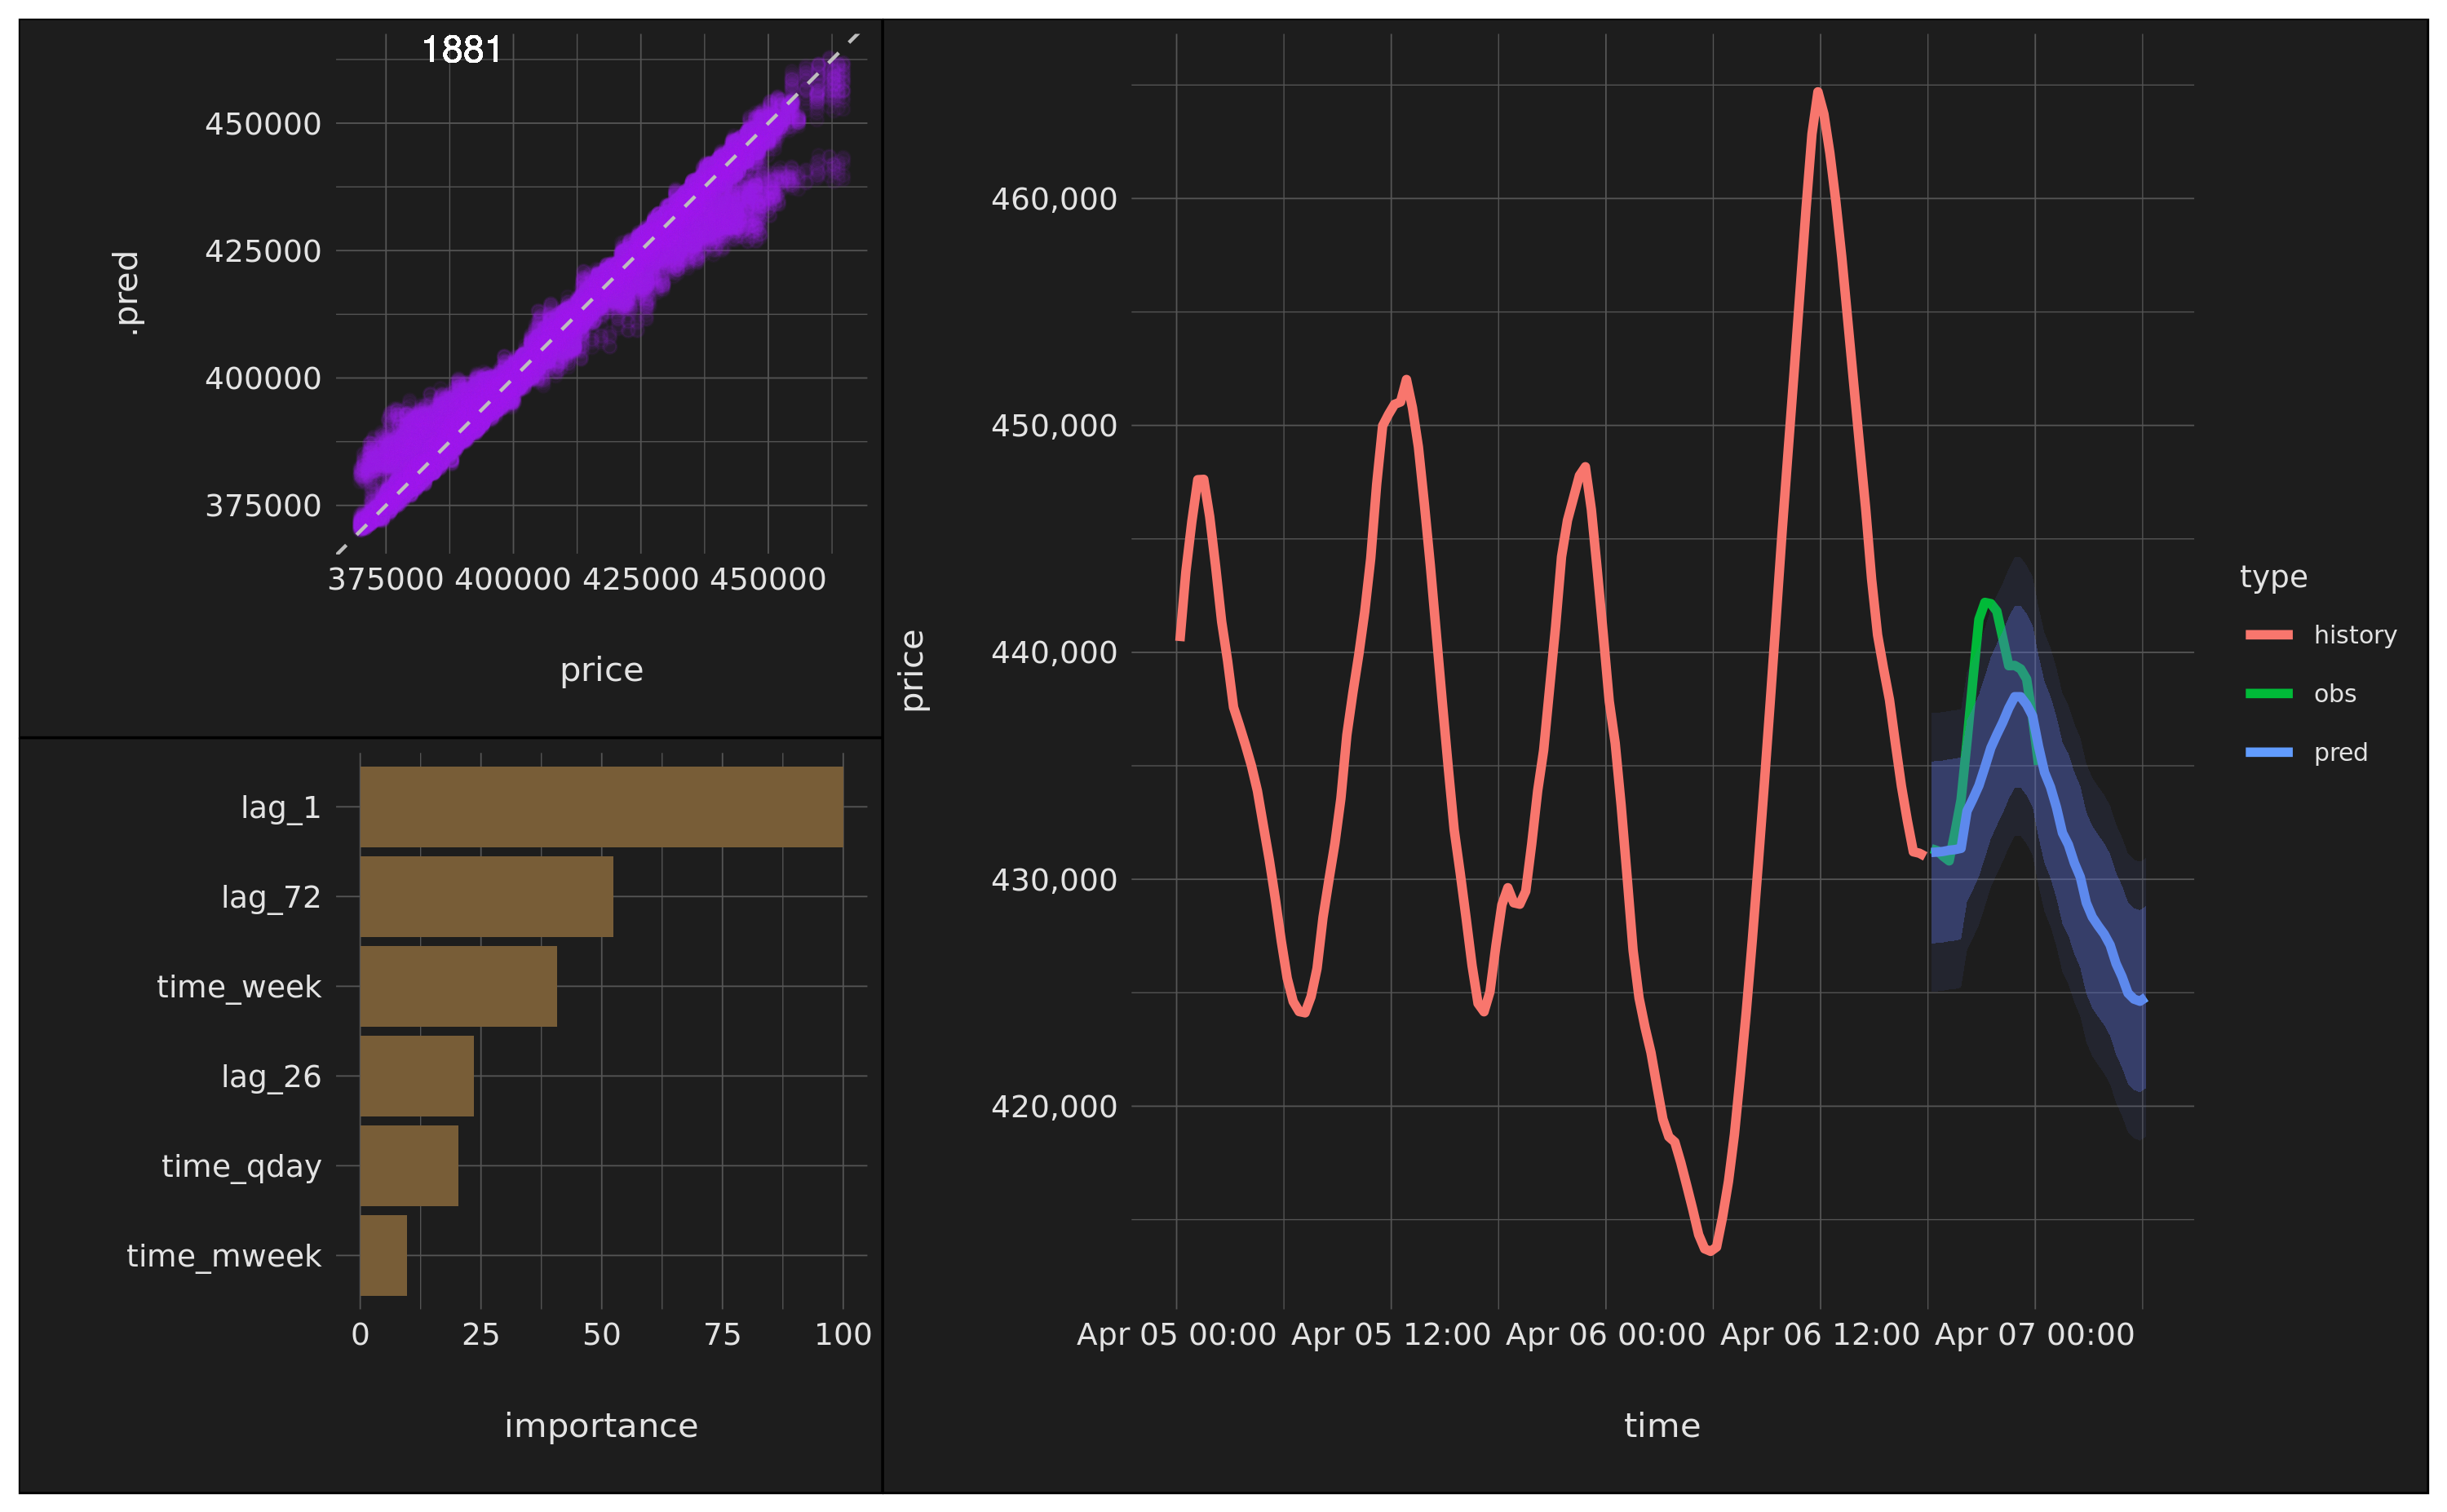 1881
.pred
450000
425000
400000
375000
375000 400000 425000 450000
price
lag_1
lag_72
time_week
lag_26
time_qday
time_mweek
0 25 50 75 100
importance
price
460,000
450,000
440,000
430,000
420,000
Apr 05 00:00 Apr 05 12:00 Apr 06 00:00 Apr 06 12:00 Apr 07 00:00
time
type
history
obs
pred